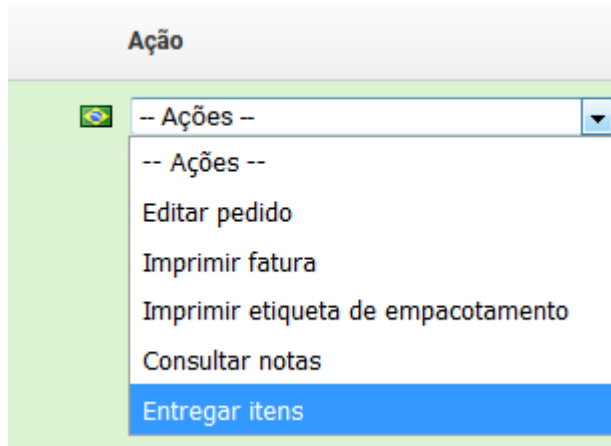 Ação
-- Ações --
-- Ações --
Editar pedido
Imprimir fatura
Imprimir etiqueta de empacotamento
Consultar notas
Entregar itens